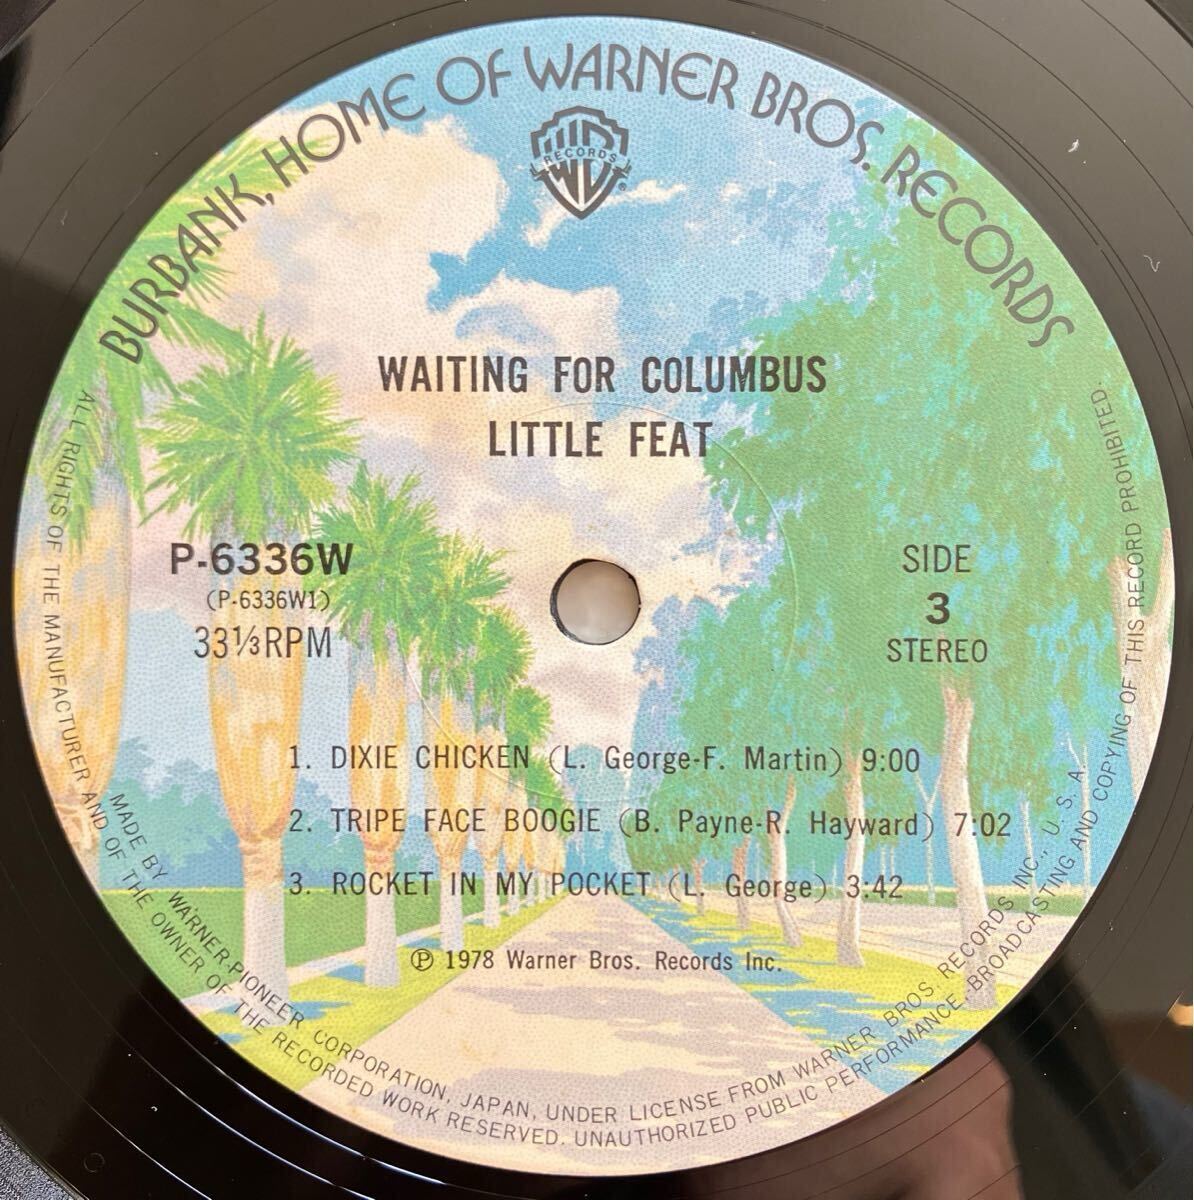 BURBANK, HOME OF WARNER BROS. RECORDS
RECORDS
®
WAITING FOR COLUMBUS
LITTLE FEAT
P-6336W
(P-6336W1)
33⅓RPM
SIDE
3
STEREO
1. DIXIE CHICKEN (L. George-F. Martin) 9:00
2. TRIPE FACE BOOGIE (B. Payne-R. Hayward) 7:02
3. ROCKET IN MY POCKET (L. George) 3:42
Ⓟ 1978 Warner Bros. Records Inc.
MADE BY WARNER-PIONEER CORPORATION, JAPAN, UNDER LICENSE FROM WARNER BROS. RECORDS INC., U. S. A.
ALL RIGHTS OF THE MANUFACTURER AND OF THE OWNER OF THE RECORDED WORK RESERVED. UNAUTHORIZED PUBLIC PERFORMANCE, BROADCASTING AND COPYING OF THIS RECORD PROHIBITED.